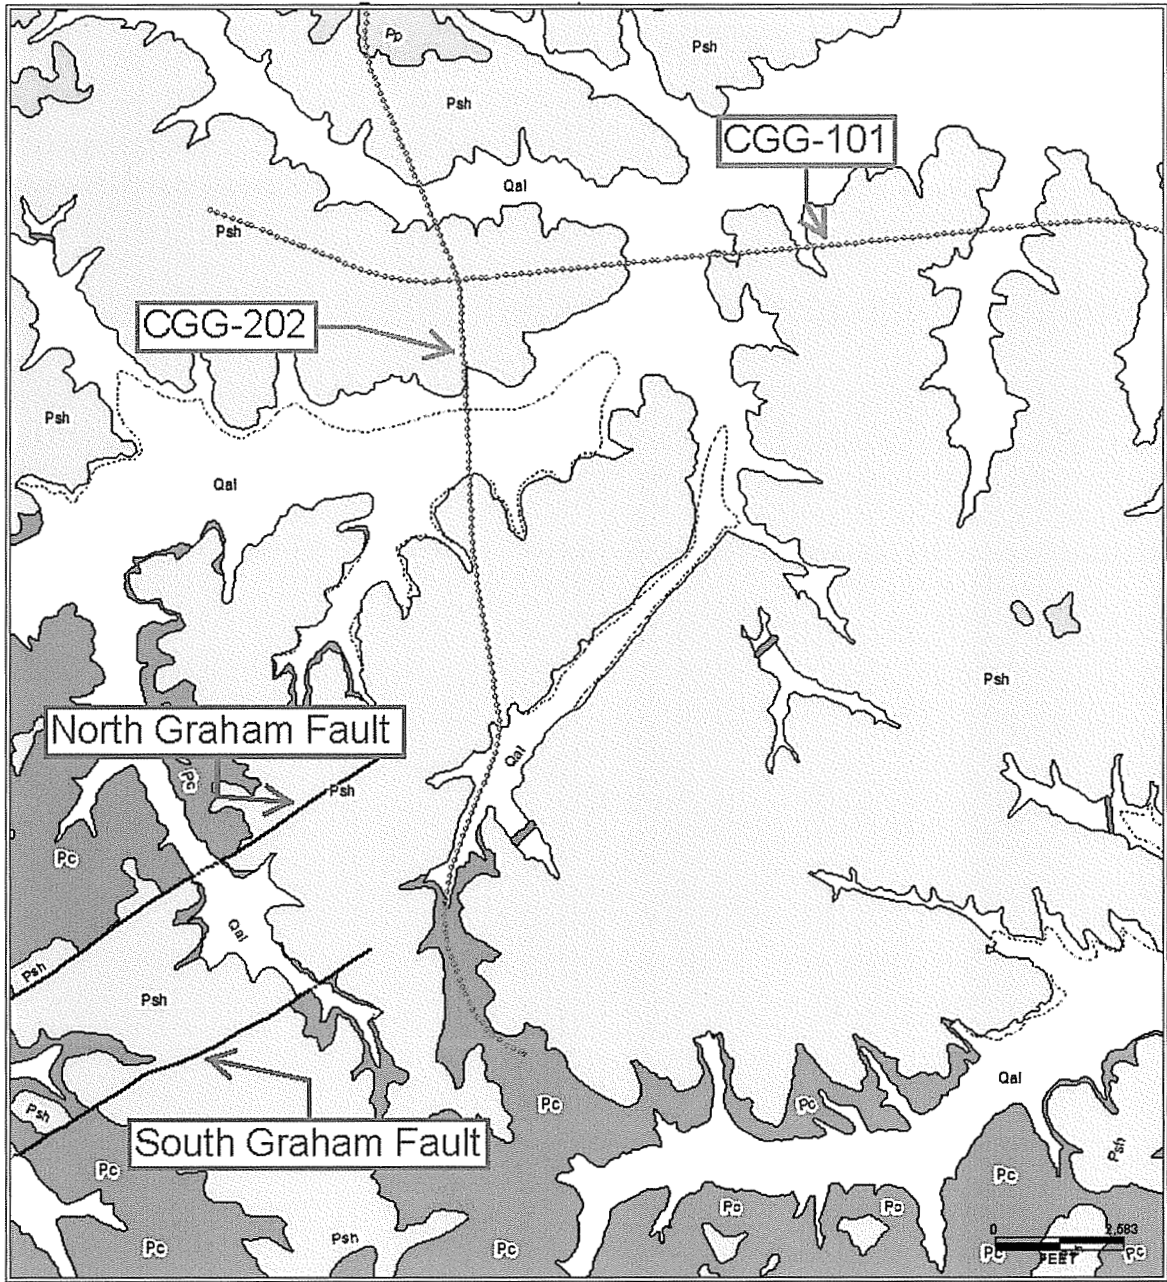 Pp
Psh
Psh
CGG-101
Qal
Psh
CGG-202
Psh
Qal
Psh
North Graham Fault
Qal
Pc
Psh
Pc
Qal
Psh
Psh
Qal
Psh
Pc
Pc
Psh
South Graham Fault
Pc
Pc
Pc
Pc
Psh
Pc
Pc
0 2,583
FEET
Pc
Pc